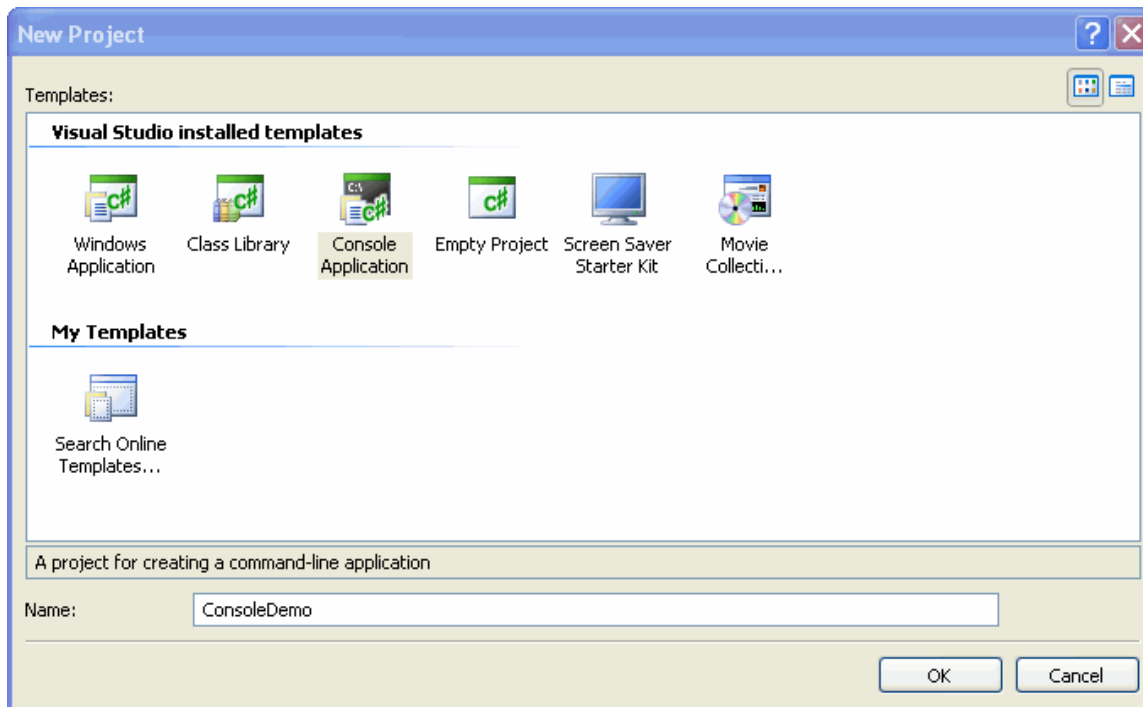 New Project
Templates:
Visual Studio installed templates
Windows
Application
Class Library
Console
Application
Empty Project
Screen Saver
Starter Kit
Movie
Collecti...
My Templates
Search Online
Templates...
A project for creating a command-line application
Name:
ConsoleDemo
OK
Cancel